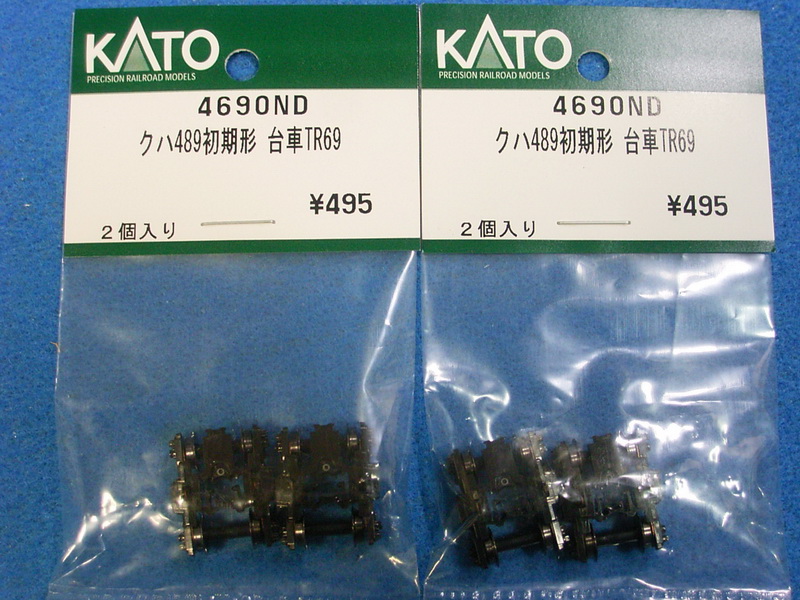 KATO
PRECISION RAILROAD MODELS
4690ND
クハ489初期形 台車TR69
¥495
2個入り
KATO
PRECISION RAILROAD MODELS
4690ND
クハ489初期形 台車TR69
¥495
2個入り